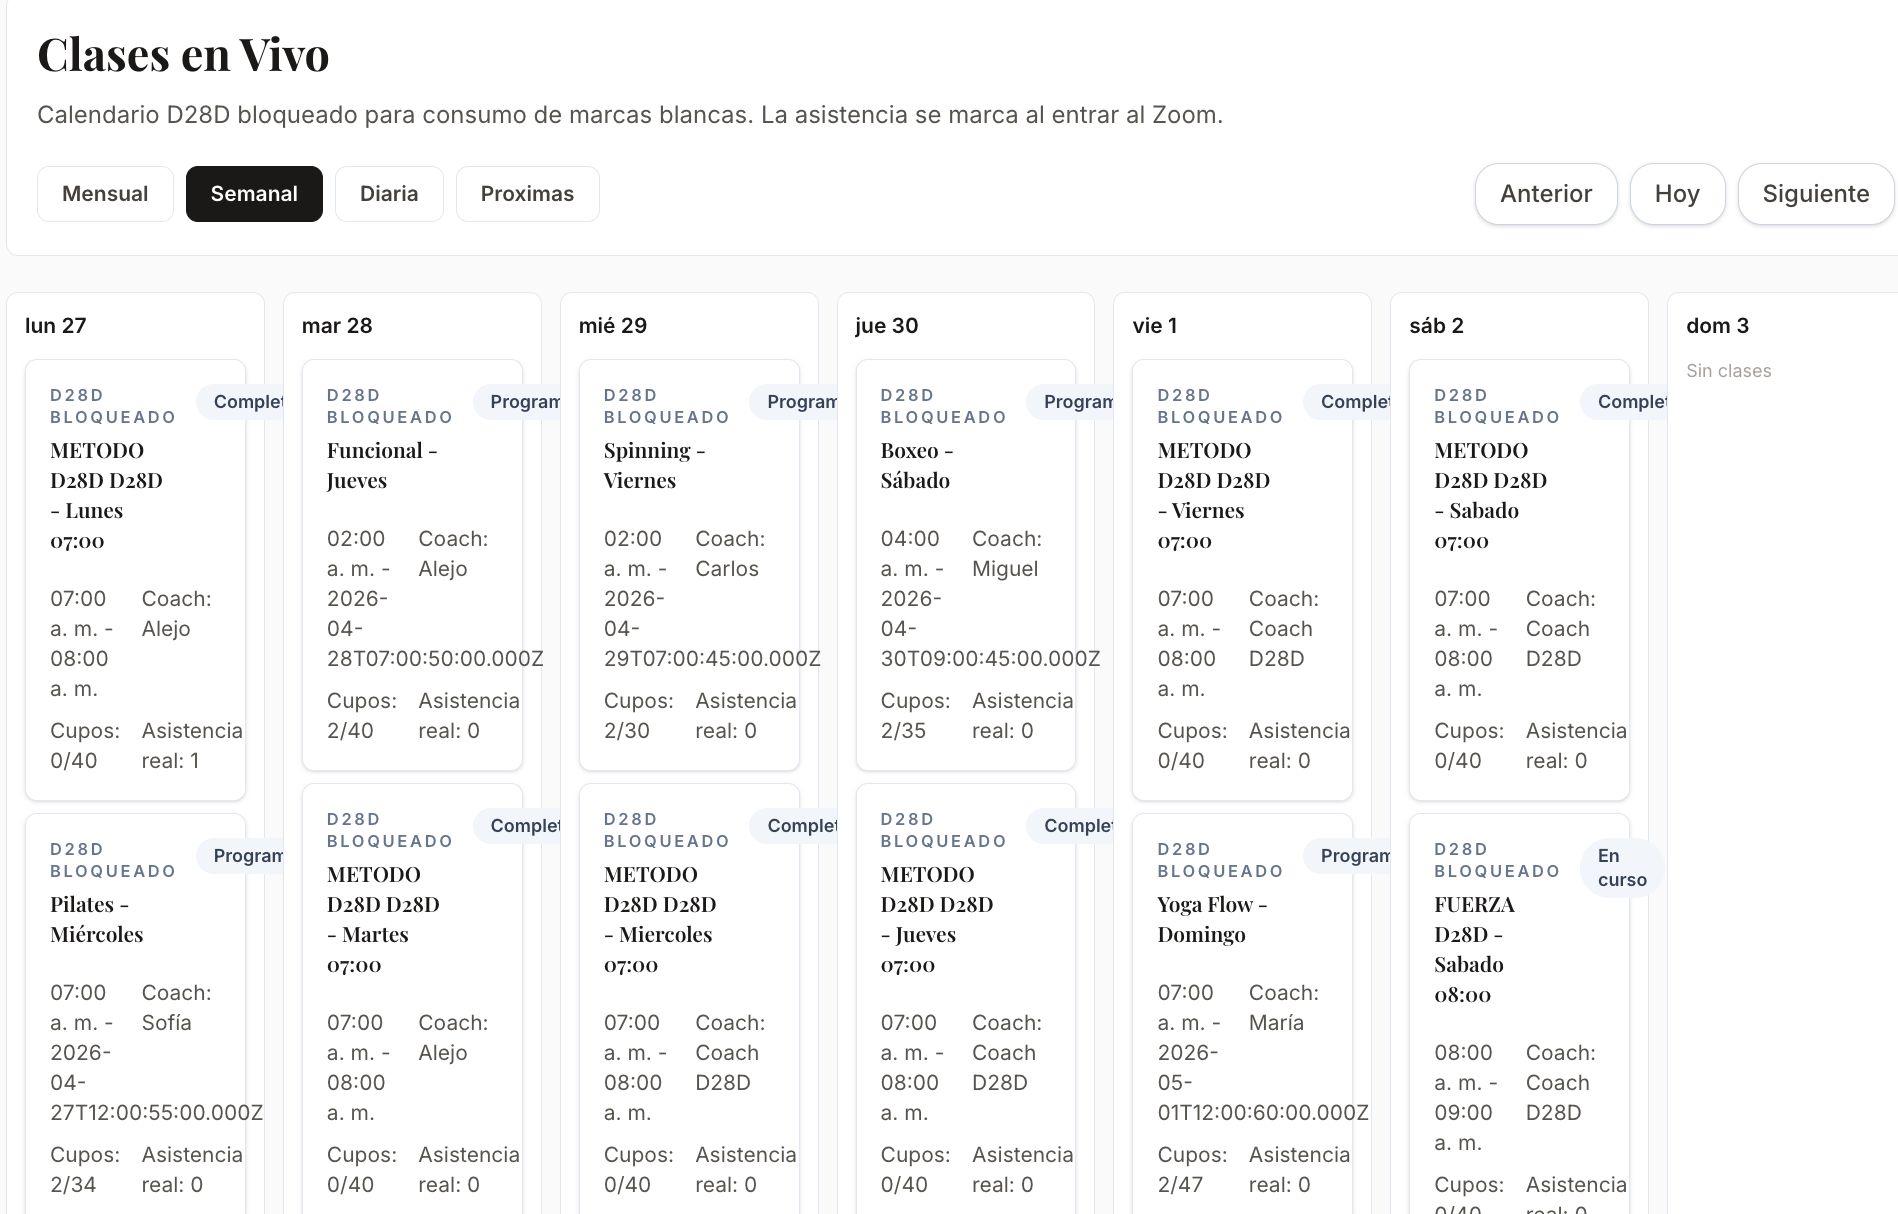 Clases en Vivo
Calendario D28D bloqueado para consumo de marcas blancas. La asistencia se marca al entrar al Zoom.
Mensual
Semanal
Diaria
Proximas
Anterior
Hoy
Siguiente
lun 27
D28D
BLOQUEADO
Complet
METODO
D28D D28D
- Lunes
07:00
07:00
a. m. -
08:00
a. m.
Coach:
Alejo
Cupos:
0/40
Asistencia
real: 1
D28D
BLOQUEADO
Program
Pilates -
Miércoles
07:00
a. m. -
2026-
04-
27T12:00:55:00.000Z
Coach:
Sofía
Cupos:
2/34
Asistencia
real: 0
mar 28
D28D
BLOQUEADO
Program
Funcional -
Jueves
02:00
a. m. -
2026-
04-
28T07:00:50:00.000Z
Coach:
Alejo
Cupos:
2/40
Asistencia
real: 0
D28D
BLOQUEADO
Complet
METODO
D28D D28D
- Martes
07:00
07:00
a. m. -
08:00
a. m.
Coach:
Alejo
Cupos:
0/40
Asistencia
real: 0
mié 29
D28D
BLOQUEADO
Program
Spinning -
Viernes
02:00
a. m. -
2026-
04-
29T07:00:45:00.000Z
Coach:
Carlos
Cupos:
2/30
Asistencia
real: 0
D28D
BLOQUEADO
Complet
METODO
D28D D28D
- Miercoles
07:00
07:00
a. m. -
08:00
a. m.
Coach:
Coach
D28D
Cupos:
0/40
Asistencia
real: 0
jue 30
D28D
BLOQUEADO
Program
Boxeo -
Sábado
04:00
a. m. -
2026-
04-
30T09:00:45:00.000Z
Coach:
Miguel
Cupos:
2/35
Asistencia
real: 0
D28D
BLOQUEADO
Complet
METODO
D28D D28D
- Jueves
07:00
07:00
a. m. -
08:00
a. m.
Coach:
Coach
D28D
Cupos:
0/40
Asistencia
real: 0
vie 1
D28D
BLOQUEADO
Complet
METODO
D28D D28D
- Viernes
07:00
07:00
a. m. -
08:00
a. m.
Coach:
Coach
D28D
Cupos:
0/40
Asistencia
real: 0
D28D
BLOQUEADO
Program
Yoga Flow -
Domingo
07:00
a. m. -
2026-
05-
01T12:00:60:00.000Z
Coach:
María
Cupos:
2/47
Asistencia
real: 0
sáb 2
D28D
BLOQUEADO
Complet
METODO
D28D D28D
- Sabado
07:00
07:00
a. m. -
08:00
a. m.
Coach:
Coach
D28D
Cupos:
0/40
Asistencia
real: 0
D28D
BLOQUEADO
En
curso
FUERZA
D28D -
Sabado
08:00
08:00
a. m. -
09:00
a. m.
Coach:
Coach
D28D
Cupos:
0/40
Asistencia
real: 0
dom 3
Sin clases